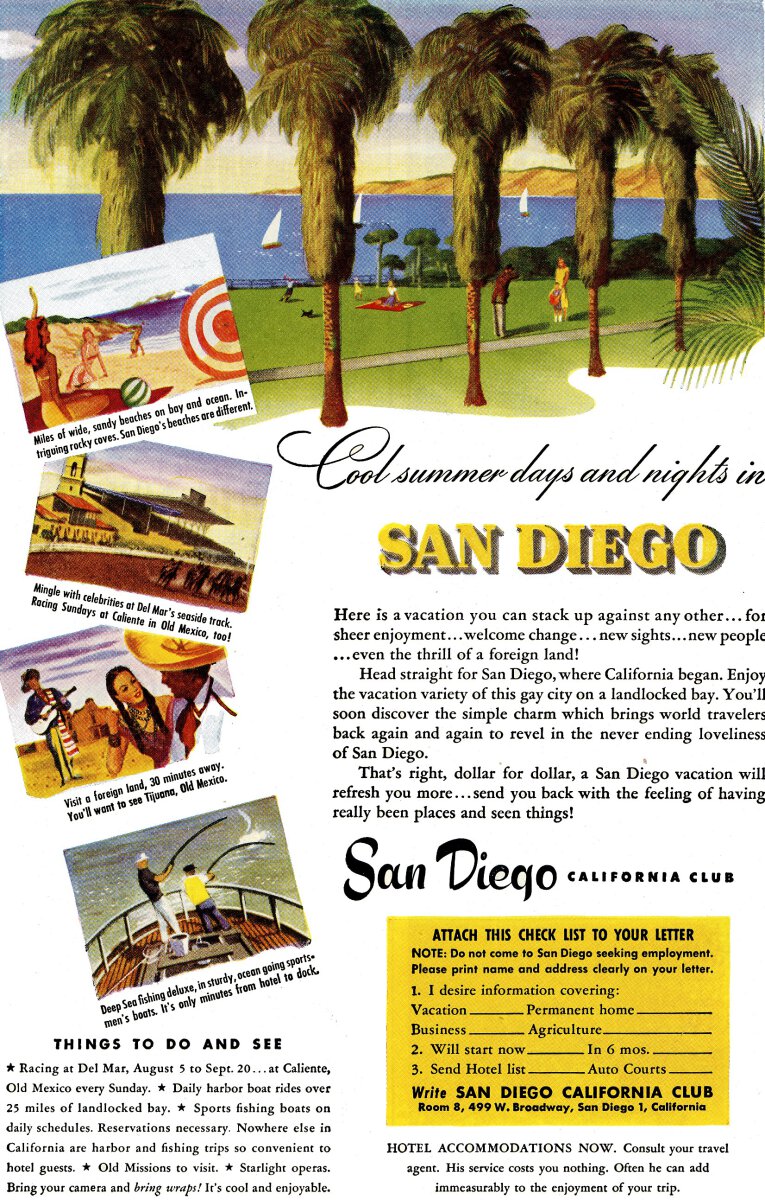 Miles of wide, sandy beaches on bay and ocean. In-
triguing rocky coves. San Diego's beaches are different.
Mingle with celebrities at Del Mar's seaside track.
Racing Sundays at Caliente in Old Mexico, too!
Visit a foreign land, 30 minutes away.
You'll want to see Tijuana, Old Mexico.
Deep Sea fishing deluxe, in sturdy, ocean going sports-
men's boats. It's only minutes from hotel to dock.
THINGS TO DO AND SEE
★ Racing at Del Mar, August 5 to Sept. 20...at Caliente,
Old Mexico every Sunday. ★ Daily harbor boat rides over
25 miles of landlocked bay. ★ Sports fishing boats on
daily schedules. Reservations necessary. Nowhere else in
California are harbor and fishing trips so convenient to
hotel guests. ★ Old Missions to visit. ★ Starlight operas.
Bring your camera and bring wraps! It's cool and enjoyable.
Cool summer days and nights in
SAN DIEGO
Here is a vacation you can stack up against any other...for
sheer enjoyment...welcome change...new sights...new people
...even the thrill of a foreign land!
Head straight for San Diego, where California began. Enjoy
the vacation variety of this gay city on a landlocked bay. You'll
soon discover the simple charm which brings world travelers
back again and again to revel in the never ending loveliness
of San Diego.
That's right, dollar for dollar, a San Diego vacation will
refresh you more...send you back with the feeling of having
really been places and seen things!
San Diego CALIFORNIA CLUB
ATTACH THIS CHECK LIST TO YOUR LETTER
NOTE: Do not come to San Diego seeking employment.
Please print name and address clearly on your letter.
1. I desire information covering:
Vacation ______ Permanent home ______
Business ______ Agriculture ______
2. Will start now ______ In 6 mos. ______
3. Send Hotel list ______ Auto Courts ______
Write SAN DIEGO CALIFORNIA CLUB
Room 8, 499 W. Broadway, San Diego 1, California
HOTEL ACCOMMODATIONS NOW. Consult your travel
agent. His service costs you nothing. Often he can add
immeasurably to the enjoyment of your trip.